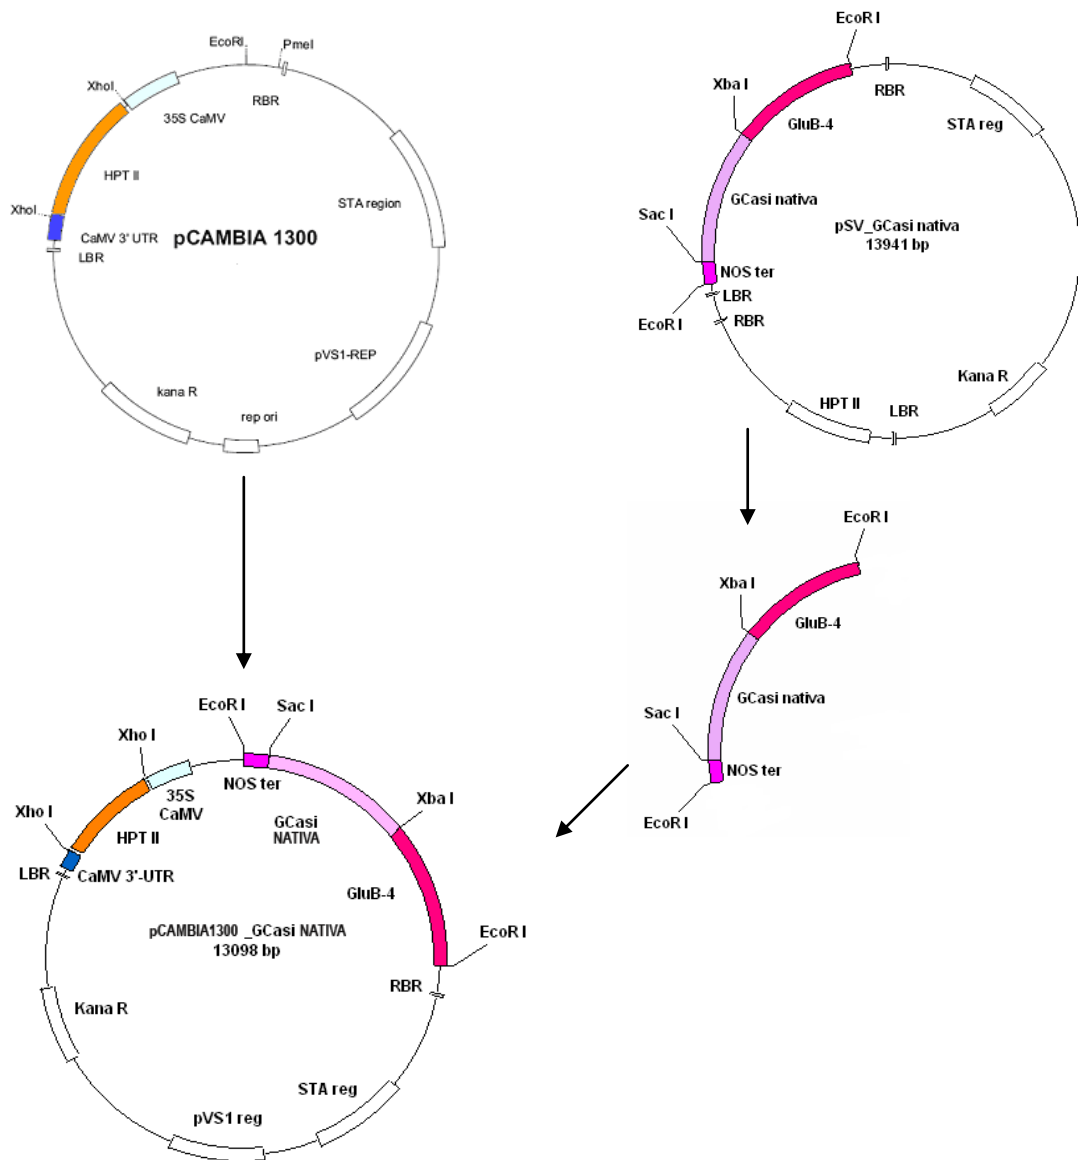 EcoRI
PmeI
XhoI
RBR
35S CaMV
HPT II
STA region
XhoI
CaMV 3' UTR
pCAMBIA 1300
LBR
pVS1-REP
kana R
rep ori
EcoR I
Xba I
RBR
GluB-4
STA reg
GCasi nativa
Sac I
pSV_GCasi nativa
13941 bp
NOS ter
LBR
EcoR I
RBR
Kana R
HPT II
LBR
EcoR I
Xba I
GluB-4
GCasi nativa
Sac I
NOS ter
EcoR I
EcoR I
Sac I
Xho I
NOS ter
35S
CaMV
Xba I
Xho I
HPT II
GCasi
NATIVA
LBR
CaMV 3'-UTR
GluB-4
pCAMBIA1300_GCasi NATIVA
13098 bp
EcoR I
RBR
Kana R
STA reg
pVS1 reg